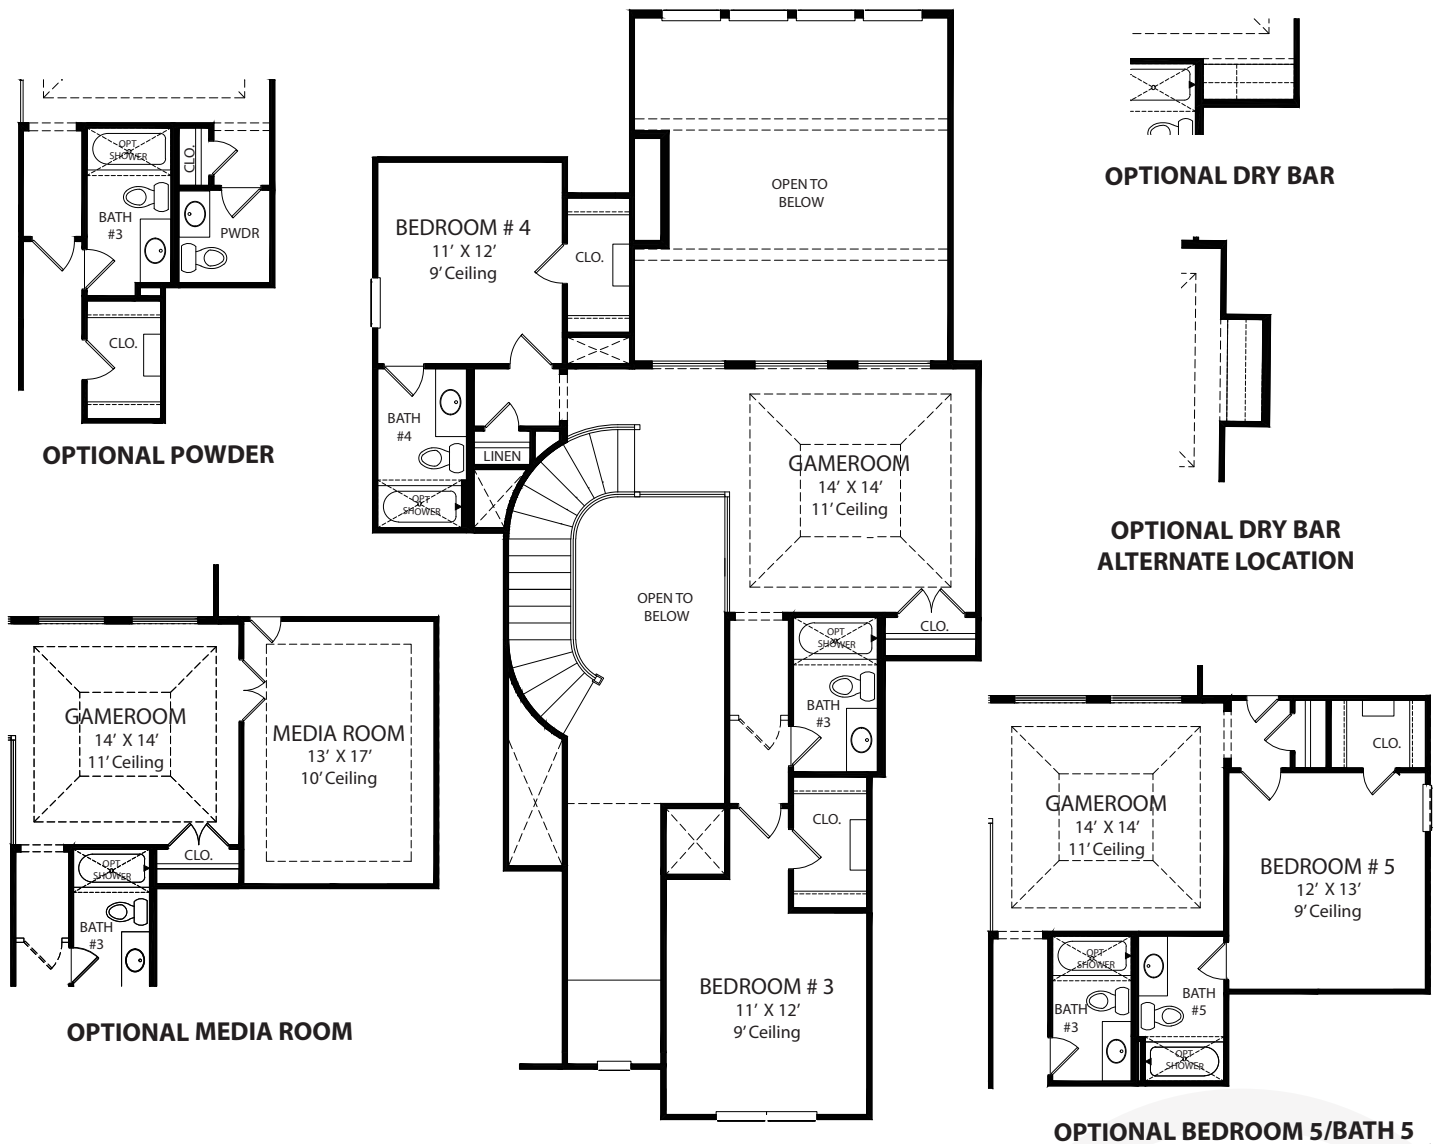 OPT
SHOWER
CLO.
BATH
#3
PWDR
CLO.
OPTIONAL POWDER
BEDROOM # 4
11' X 12'
9' Ceiling
CLO.
OPEN TO
BELOW
BATH
#4
LINEN
OPT
SHOWER
GAMEROOM
14' X 14'
11' Ceiling
OPEN TO
BELOW
CLO.
OPT
SHOWER
BATH
#3
CLO.
BEDROOM # 3
11' X 12'
9' Ceiling
OPTIONAL DRY BAR
OPTIONAL DRY BAR
ALTERNATE LOCATION
GAMEROOM
14' X 14'
11' Ceiling
MEDIA ROOM
13' X 17'
10' Ceiling
CLO.
OPT
SHOWER
BATH
#3
OPTIONAL MEDIA ROOM
CLO.
GAMEROOM
14' X 14'
11' Ceiling
BEDROOM # 5
12' X 13'
9' Ceiling
OPT
SHOWER
BATH
#3
BATH
#5
OPT
SHOWER
OPTIONAL BEDROOM 5/BATH 5